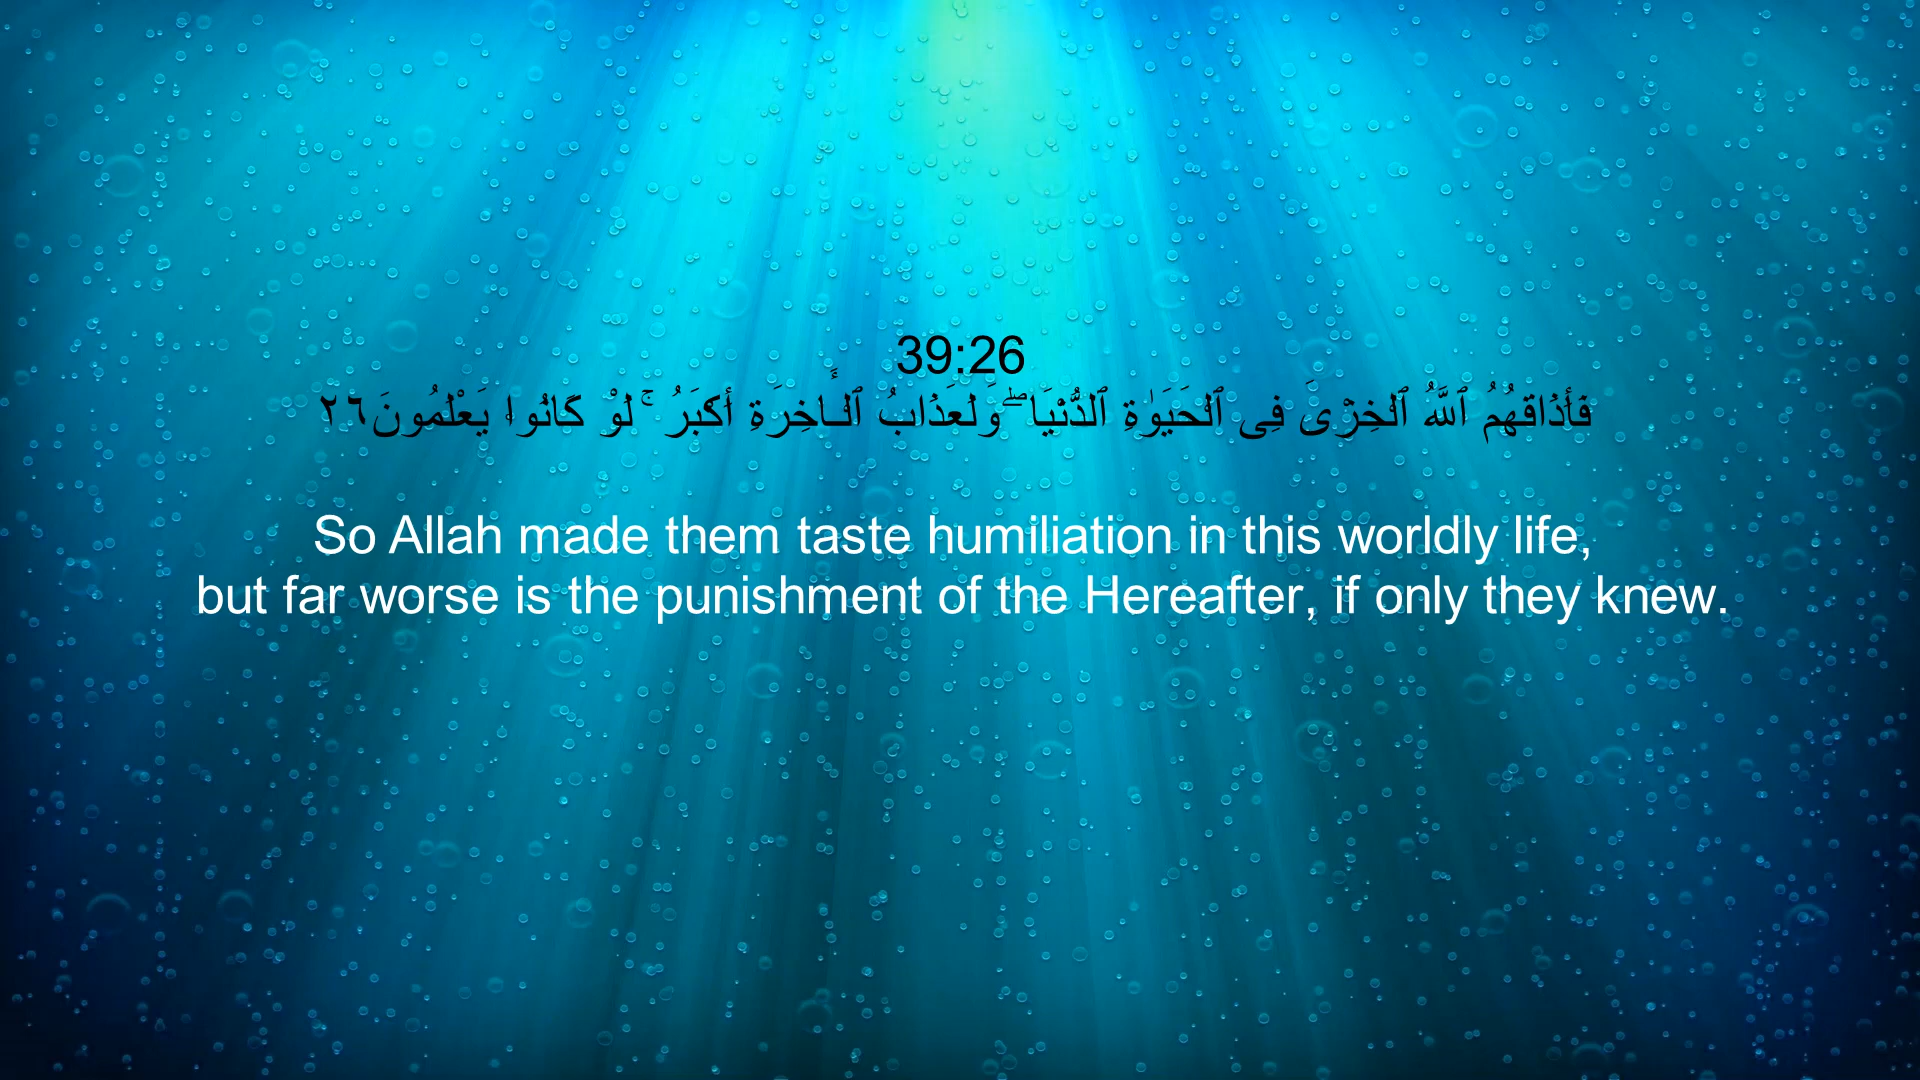 39:26
فَأَذَاقَهُمُ ٱللَّهُ ٱلْخِزْىَ فِى ٱلْحَيَوٰةِ ٱلدُّنْيَا ۖ وَلَعَذَابُ ٱلْـَٔاخِرَةِ أَكْبَرُ ۚ لَوْ كَانُوا۟ يَعْلَمُونَ ٢٦
So Allah made them taste humiliation in this worldly life,
but far worse is the punishment of the Hereafter, if only they knew.